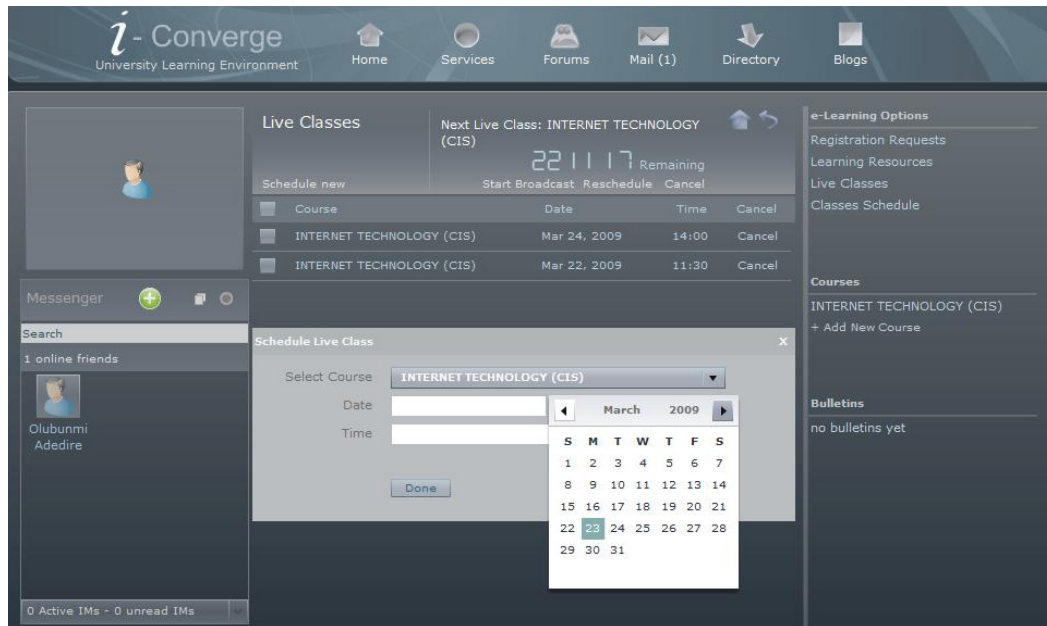 i - Converge
University Learning Environment
Home
Services
Forums
Mail (1)
Directory
Blogs
Live Classes
Schedule new
Next Live Class: INTERNET TECHNOLOGY
(CIS)
22 11 17 Remaining
Start Broadcast Reschedule Cancel
Course Date Time Cancel
INTERNET TECHNOLOGY (CIS) Mar 24, 2009 14:00 Cancel
INTERNET TECHNOLOGY (CIS) Mar 22, 2009 11:30 Cancel
Messenger
Search
1 online friends
Olubunmi
Adedire
0 Active IMs - 0 unread IMs
Schedule Live Class x
Select Course INTERNET TECHNOLOGY (CIS)
Date
Time
Done
March 2009
S M T W T F S
1 2 3 4 5 6 7
8 9 10 11 12 13 14
15 16 17 18 19 20 21
22 23 24 25 26 27 28
29 30 31
e-Learning Options
Registration Requests
Learning Resources
Live Classes
Classes Schedule
Courses
INTERNET TECHNOLOGY (CIS)
+ Add New Course
Bulletins
no bulletins yet